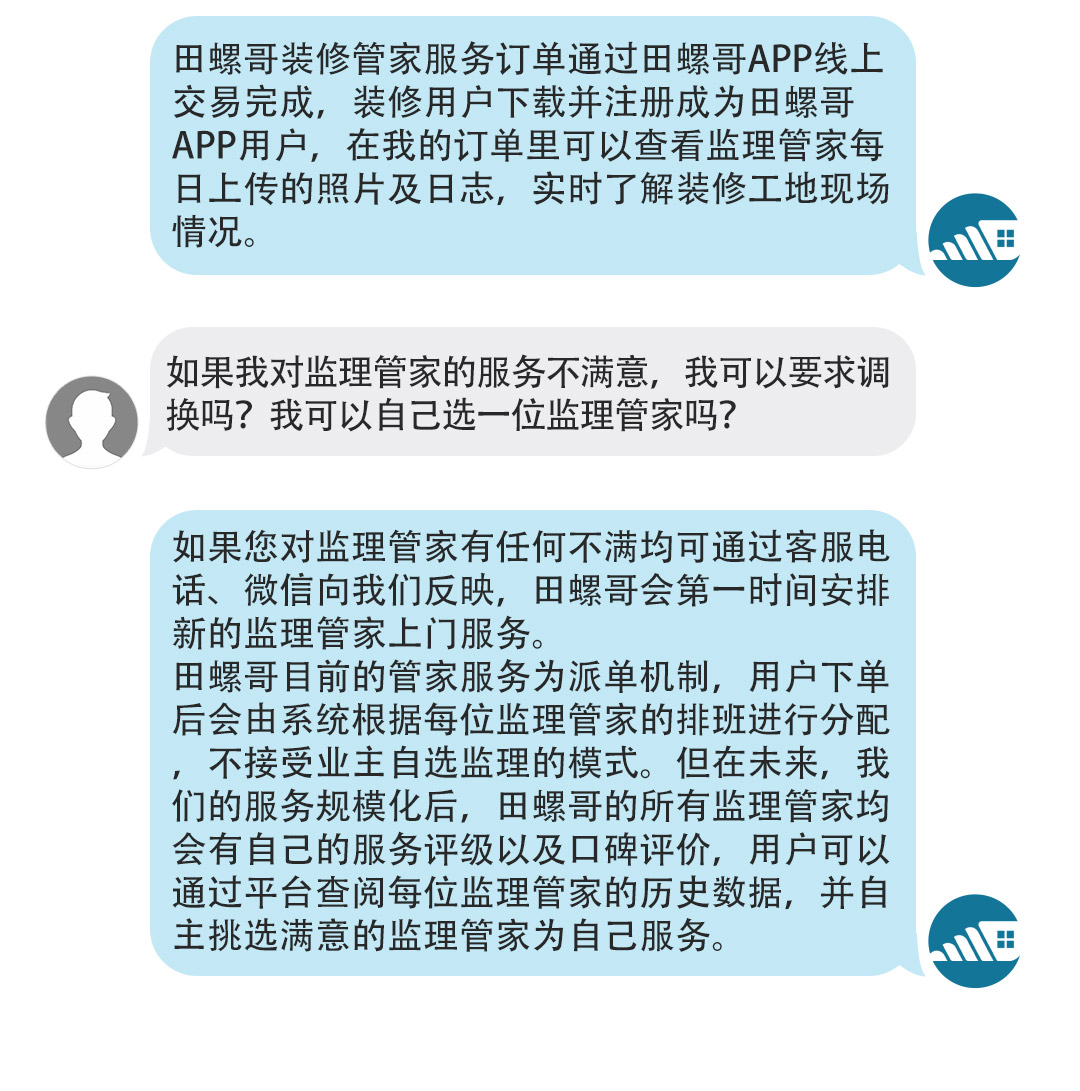 田螺哥装修管家服务订单通过田螺哥APP线上
交易完成，装修用户下载并注册成为田螺哥
APP用户，在我的订单里可以查看监理管家每
日上传的照片及日志，实时了解装修工地现场
情况。
如果我对监理管家的服务不满意，我可以要求调
换吗？我可以自己选一位监理管家吗？
如果您对监理管家有任何不满均可通过客服电
话、微信向我们反映，田螺哥会第一时间安排
新的监理管家上门服务。
田螺哥目前的管家服务为派单机制，用户下单
后会由系统根据每位监理管家的排班进行分配
，不接受业主自选监理的模式。但在未来，我
们的服务规模化后，田螺哥的所有监理管家均
会有自己的服务评级以及口碑评价，用户可以
通过平台查阅每位监理管家的历史数据，并自
主挑选满意的监理管家为自己服务。